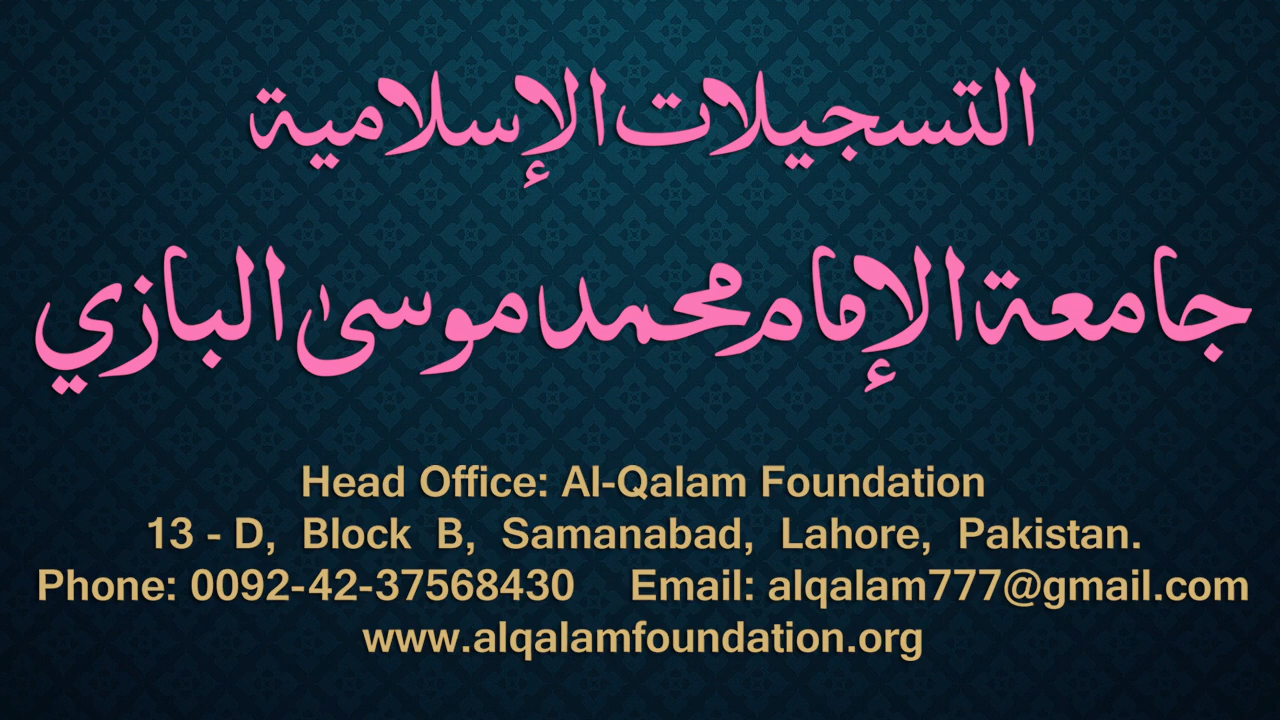 التسجيلات الإسلامية
جامعة الإمام محمد موسىٰ البازي
Head Office: Al-Qalam Foundation
13 - D, Block B, Samanabad, Lahore, Pakistan.
Phone: 0092-42-37568430 Email: alqalam777@gmail.com
www.alqalamfoundation.org